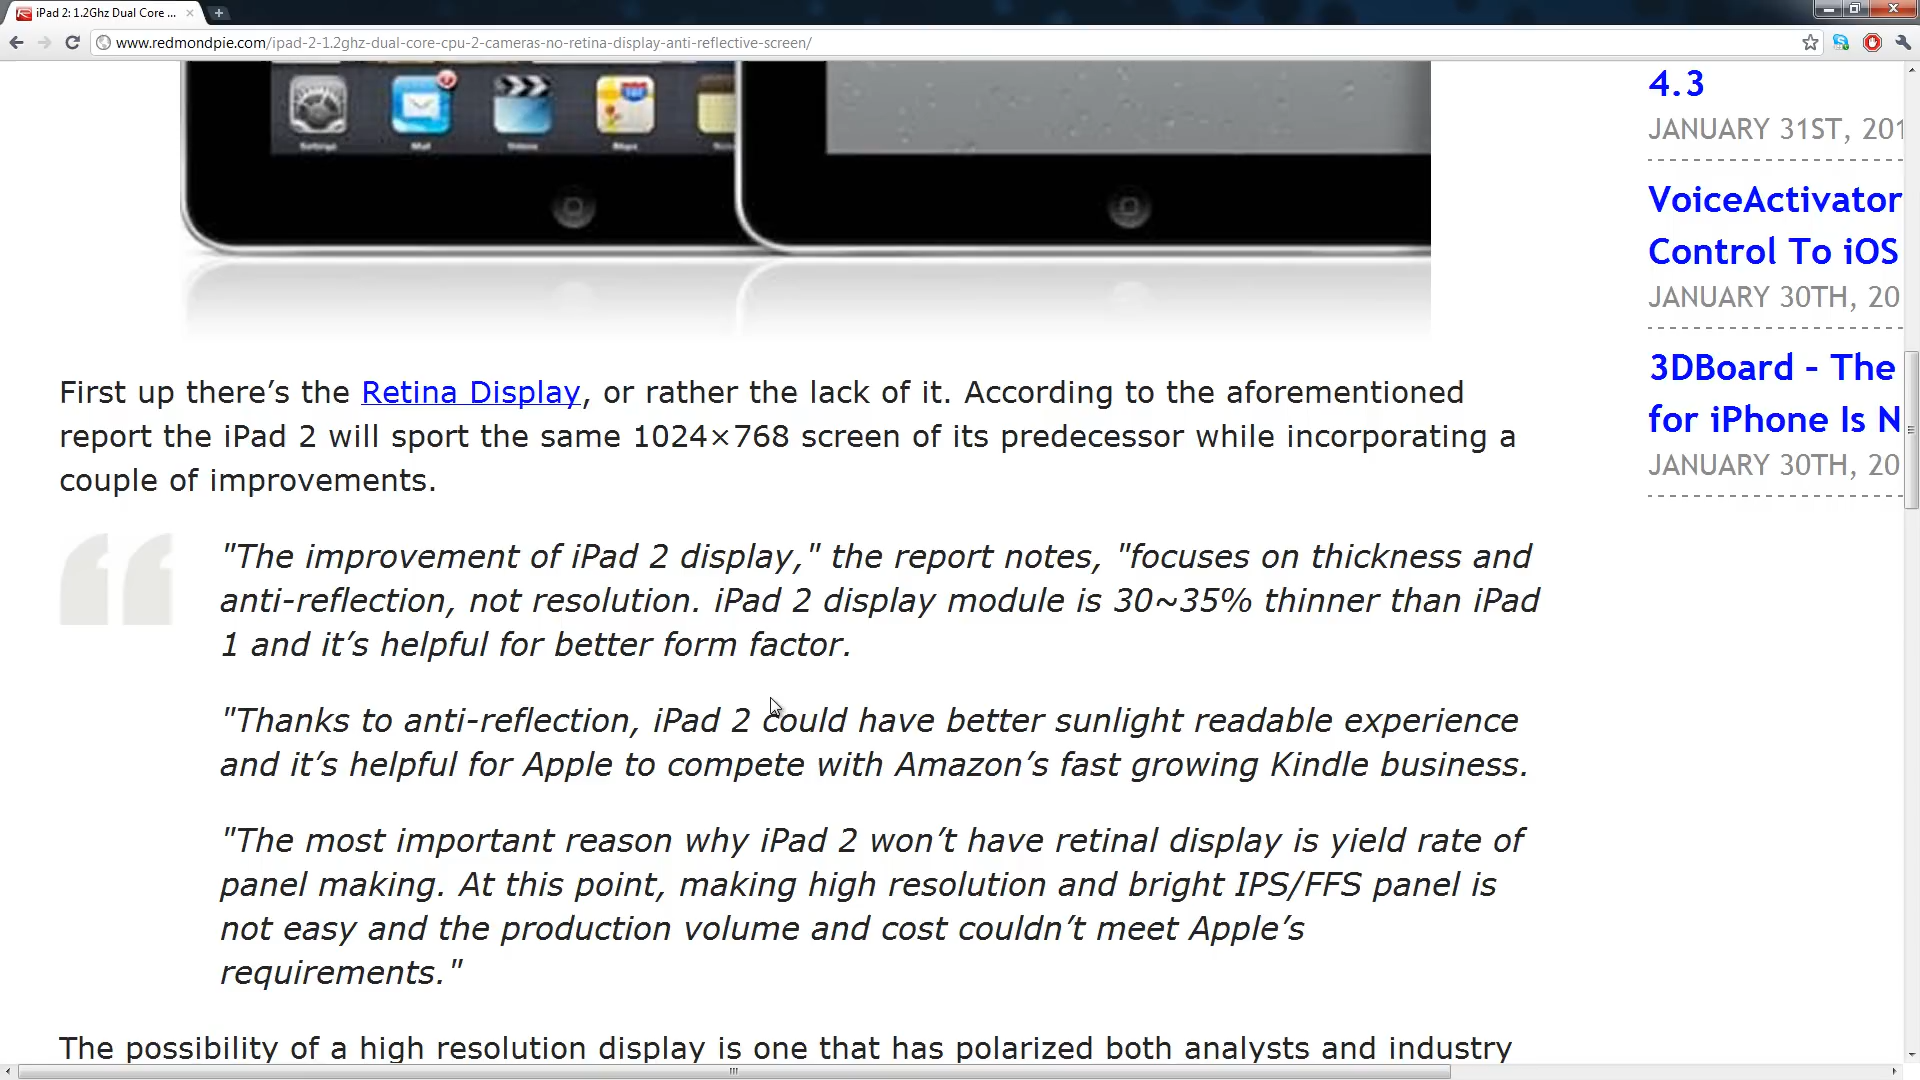 iPad 2: 1.2Ghz Dual Core ...
www.redmondpie.com/ipad-2-1.2ghz-dual-core-cpu-2-cameras-no-retina-display-anti-reflective-screen/
Settings Mail Videos Maps
4.3
JANUARY 31ST, 201
VoiceActivator
Control To iOS
JANUARY 30TH, 20
3DBoard – The
for iPhone Is N
JANUARY 30TH, 20
First up there’s the Retina Display, or rather the lack of it. According to the aforementioned
report the iPad 2 will sport the same 1024×768 screen of its predecessor while incorporating a
couple of improvements.
"The improvement of iPad 2 display," the report notes, "focuses on thickness and
anti-reflection, not resolution. iPad 2 display module is 30~35% thinner than iPad
1 and it’s helpful for better form factor.
"Thanks to anti-reflection, iPad 2 could have better sunlight readable experience
and it’s helpful for Apple to compete with Amazon’s fast growing Kindle business.
"The most important reason why iPad 2 won’t have retinal display is yield rate of
panel making. At this point, making high resolution and bright IPS/FFS panel is
not easy and the production volume and cost couldn’t meet Apple’s
requirements."
The possibility of a high resolution display is one that has polarized both analysts and industry